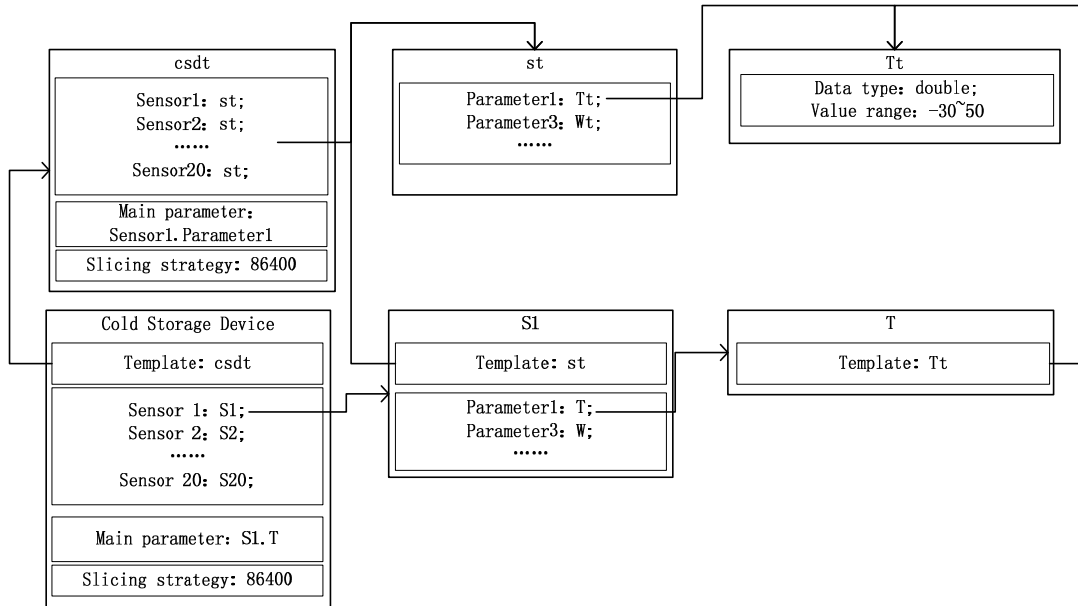 csdt
Sensor1: st;
Sensor2: st;
……
Sensor20: st;
Main parameter:
Sensor1.Parameter1
Slicing strategy: 86400
st
Parameter1: Tt;
Parameter3: Wt;
……
Tt
Data type: double;
Value range: -30~50
Cold Storage Device
Template: csdt
Sensor 1: S1;
Sensor 2: S2;
……
Sensor 20: S20;
Main parameter: S1.T
Slicing strategy: 86400
S1
Template: st
Parameter1: T;
Parameter3: W;
……
T
Template: Tt